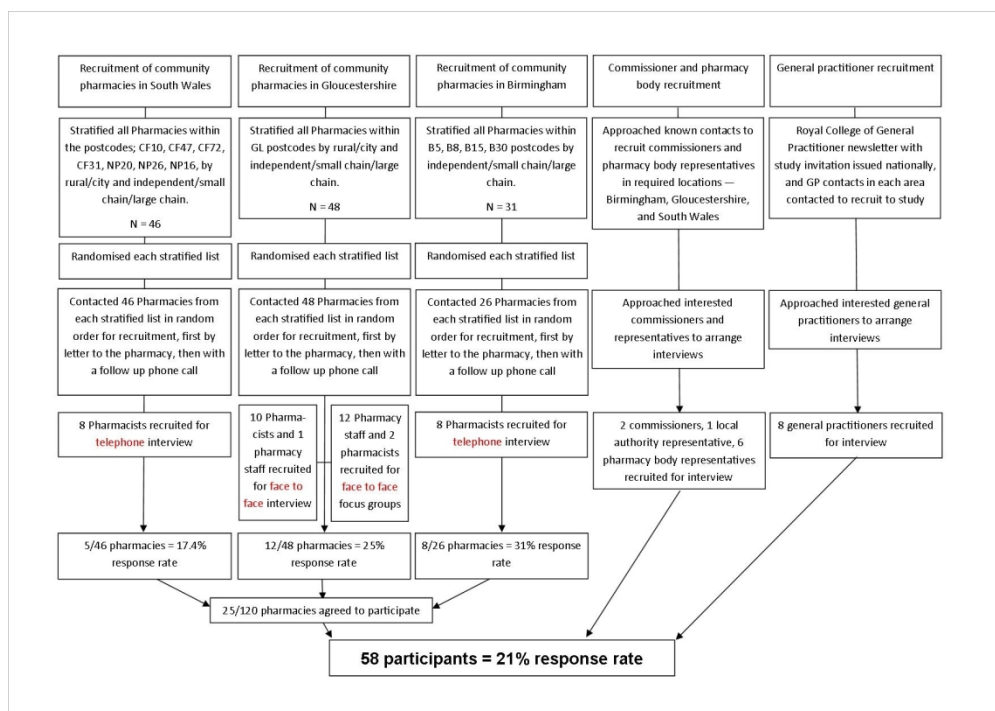 Recruitment of community
pharmacies in South Wales
Recruitment of community
pharmacies in Gloucestershire
Recruitment of community
pharmacies in Birmingham
Commissioner and pharmacy
body recruitment
General practitioner recruitment
Stratified all Pharmacies within
the postcodes; CF10, CF47, CF72,
CF31, NP20, NP26, NP16, by
rural/city and independent/small
chain/large chain.
N = 46
Stratified all Pharmacies within
GL postcodes by rural/city and
independent/small chain/large
chain.
N = 48
Stratified all Pharmacies within
B5, B8, B15, B30 postcodes by
independent/small chain/large
chain.
N = 31
Approached known contacts to
recruit commissioners and
pharmacy body representatives
in required locations —
Birmingham, Gloucestershire,
and South Wales
Royal College of General
Practitioner newsletter with
study invitation issued nationally,
and GP contacts in each area
contacted to recruit to study
Randomised each stratified list
Randomised each stratified list
Randomised each stratified list
Contacted 46 Pharmacies from
each stratified list in random
order for recruitment, first by
letter to the pharmacy, then with
a follow up phone call
Contacted 48 Pharmacies from
each stratified list in random
order for recruitment, first by
letter to the pharmacy, then with
a follow up phone call
Contacted 26 Pharmacies from
each stratified list in random
order for recruitment, first by
letter to the pharmacy, then with
a follow up phone call
Approached interested
commissioners and
representatives to arrange
interviews
Approached interested general
practitioners to arrange
interviews
8 Pharmacists recruited for
telephone interview
10 Pharma-
cists and 1
pharmacy
staff recruited
for face to
face interview
12 Pharmacy
staff and 2
pharmacists
recruited for
face to face
focus groups
8 Pharmacists recruited for
telephone interview
2 commissioners, 1 local
authority representative, 6
pharmacy body representatives
recruited for interview
8 general practitioners recruited
for interview
5/46 pharmacies = 17.4%
response rate
12/48 pharmacies = 25%
response rate
8/26 pharmacies = 31% response
rate
25/120 pharmacies agreed to participate
58 participants = 21% response rate